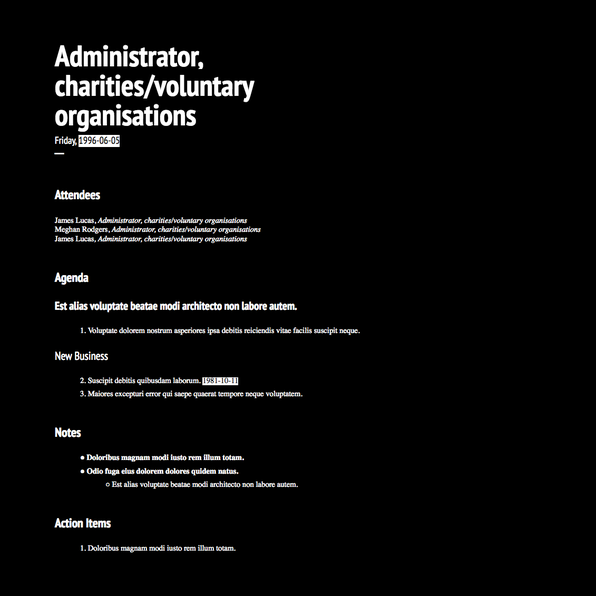 Administrator,
charities/voluntary
organisations
Friday, 1996-06-05
Attendees
James Lucas, Administrator, charities/voluntary organisations
Meghan Rodgers, Administrator, charities/voluntary organisations
James Lucas, Administrator, charities/voluntary organisations
Agenda
Est alias voluptate beatae modi architecto non labore autem.
1. Voluptate dolorem nostrum asperiores ipsa debitis reiciendis vitae facilis suscipit neque.
New Business
2. Suscipit debitis quibusdam laborum. 1981-10-11
3. Maiores excepturi error qui saepe quaerat tempore neque voluptatem.
Notes
• Doloribus magnam modi iusto rem illum totam.
• Odio fuga eius dolorem dolores quidem natus.
○ Est alias voluptate beatae modi architecto non labore autem.
Action Items
1. Doloribus magnam modi iusto rem illum totam.